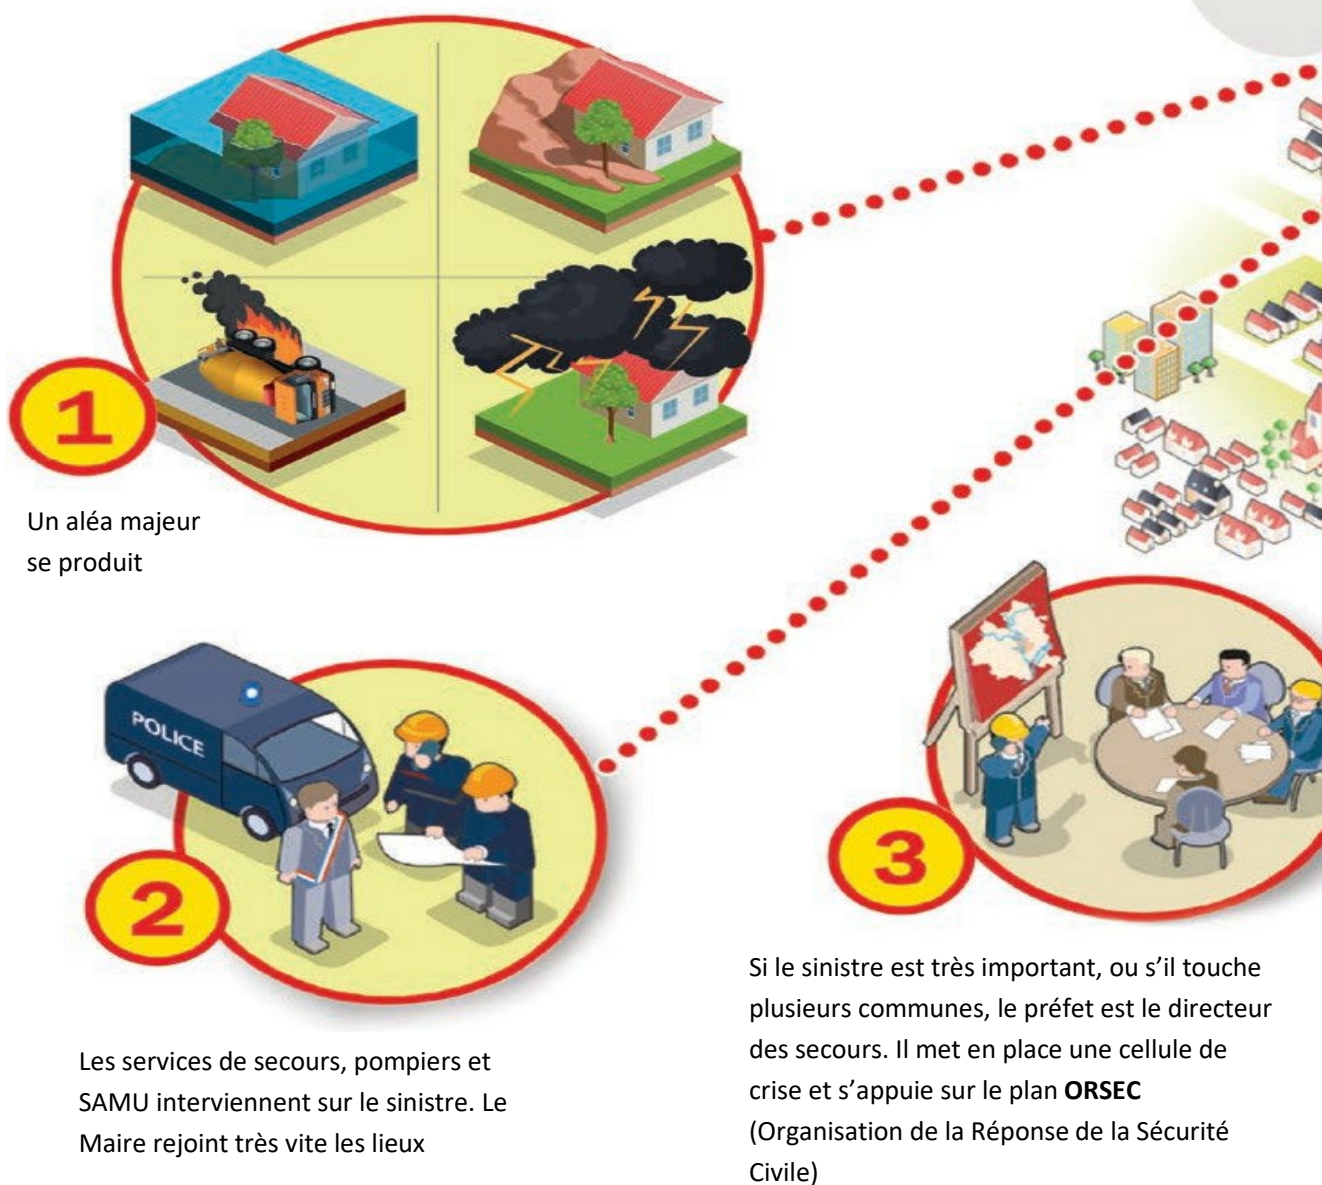 1
Un aléa majeur
se produit
POLICE
2
Les services de secours, pompiers et
SAMU interviennent sur le sinistre. Le
Maire rejoint très vite les lieux
3
Si le sinistre est très important, ou s’il touche
plusieurs communes, le préfet est le directeur
des secours. Il met en place une cellule de
crise et s’appuie sur le plan ORSEC
(Organisation de la Réponse de la Sécurité
Civile)